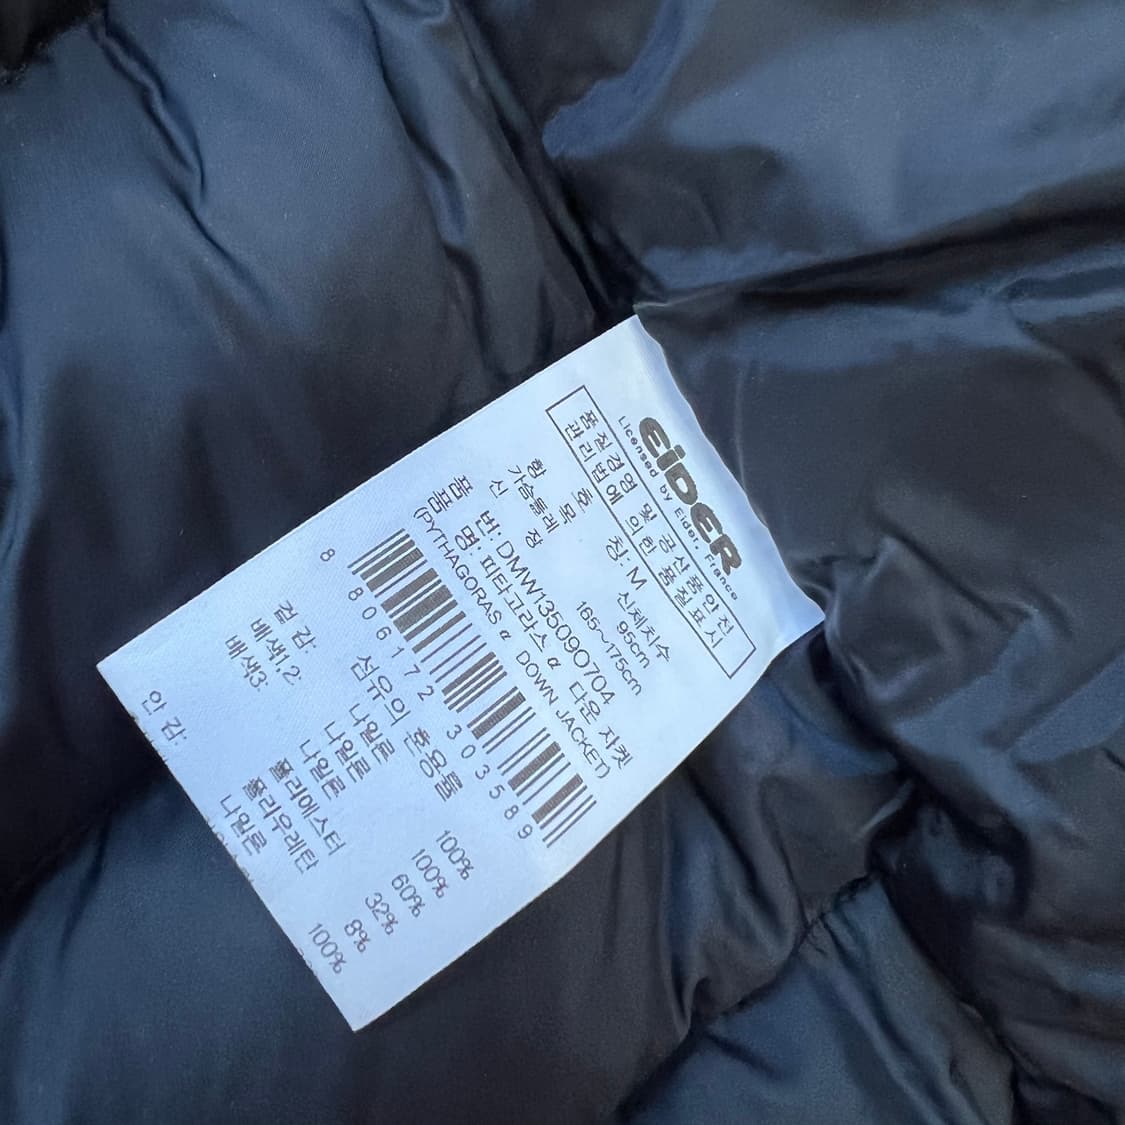 EiDER
Licensed by Eider, France
품질경영 및 공산품안전
관리법에 의한 품질표시
호 칭: M
항 목 신체치수
가슴둘레 95cm
신 장 165~175cm
품 번: DMW13509O704
품 명: 피타고라스 α 다운 자켓
(PYTHAGORAS α DOWN JACKET)
8 806172 303589
섬유의 혼용률
겉 감: 나일론 100%
배색1,2: 나일론 100%
배색3: 나일론 60%
폴리에스터 32%
폴리우레탄 8%
안 감: 나일론 100%